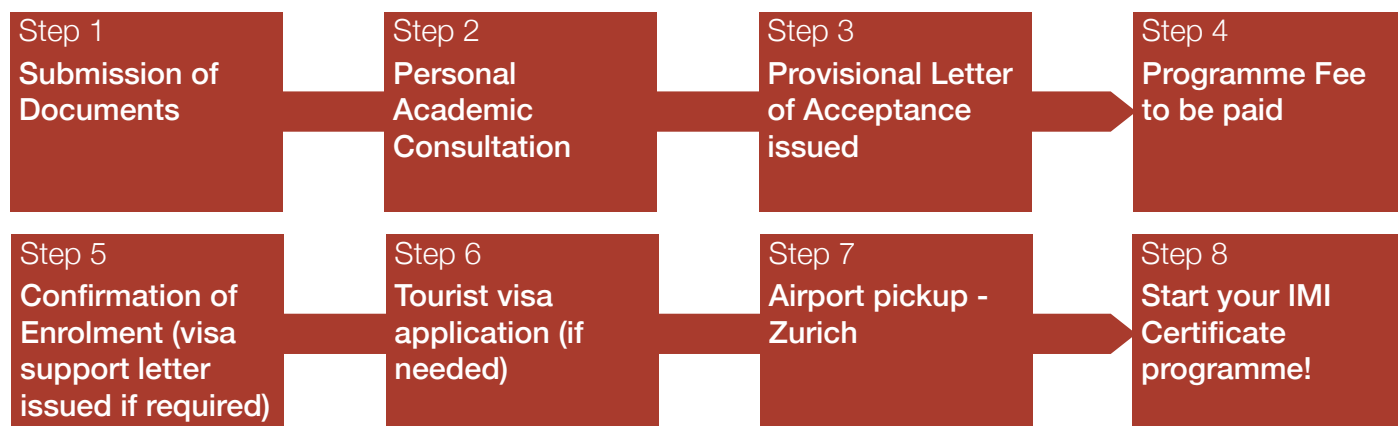 Step 1
Submission of
Documents
Step 2
Personal
Academic
Consultation
Step 3
Provisional Letter
of Acceptance
issued
Step 4
Programme Fee
to be paid
Step 5
Confirmation of
Enrolment (visa
support letter
issued if required)
Step 6
Tourist visa
application (if
needed)
Step 7
Airport pickup -
Zurich
Step 8
Start your IMI
Certificate
programme!